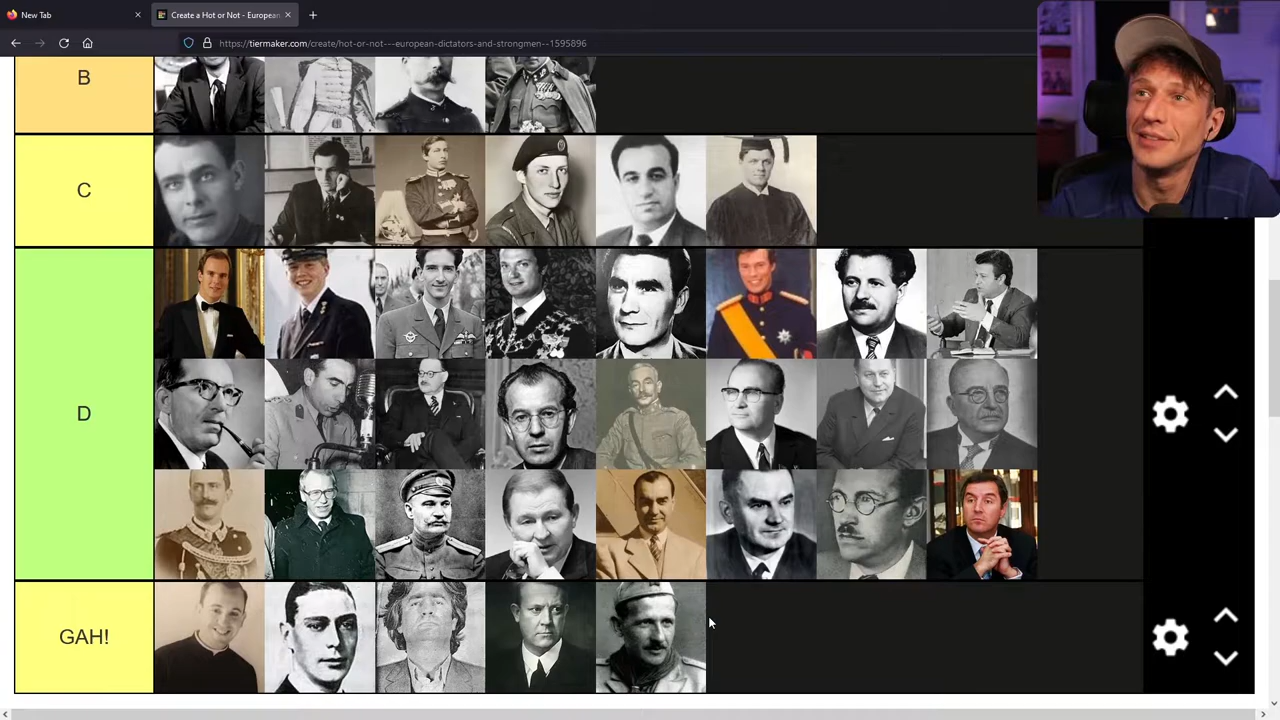 New Tab
Create a Hot or Not - European
https://tiermaker.com/create/hot-or-not---european-dictators-and-strongmen--1595896
B
C
D
GAH!